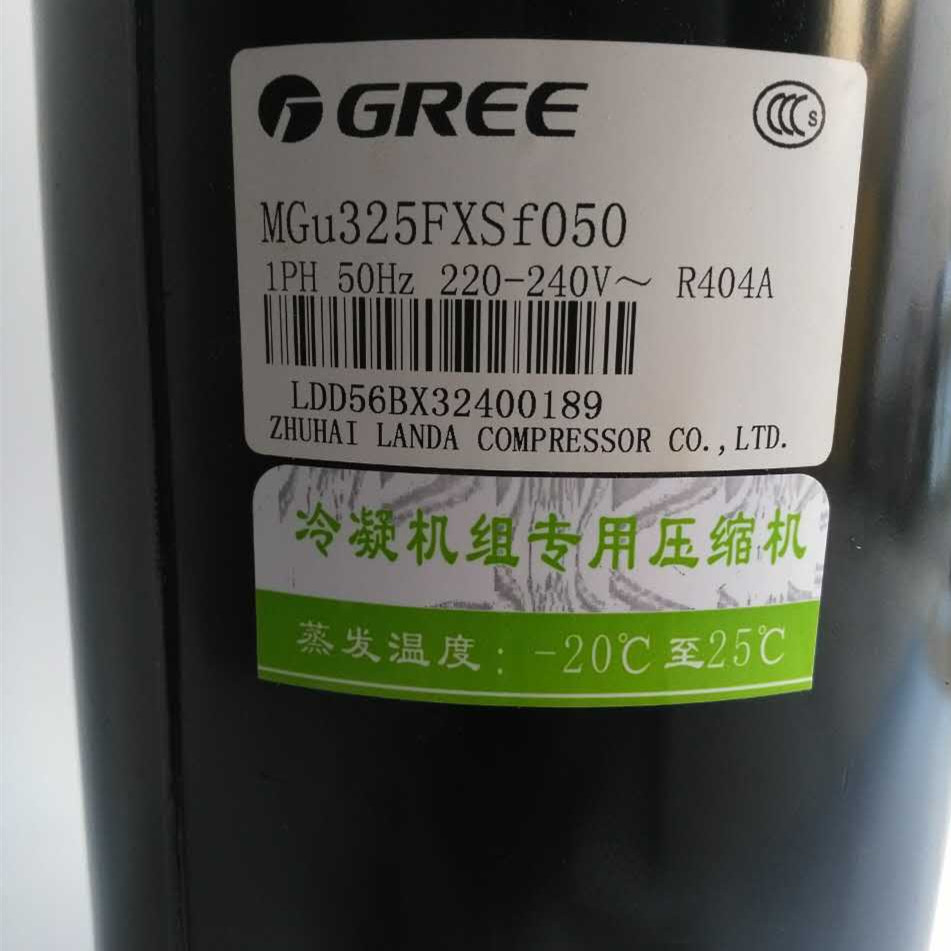 GREE
CCC S
MGu325FXSf050
1PH 50Hz 220-240V～ R404A
LDD56BX32400189
ZHUHAI LANDA COMPRESSOR CO.,LTD.
冷凝机组专用压缩机
蒸发温度：-20℃至25℃